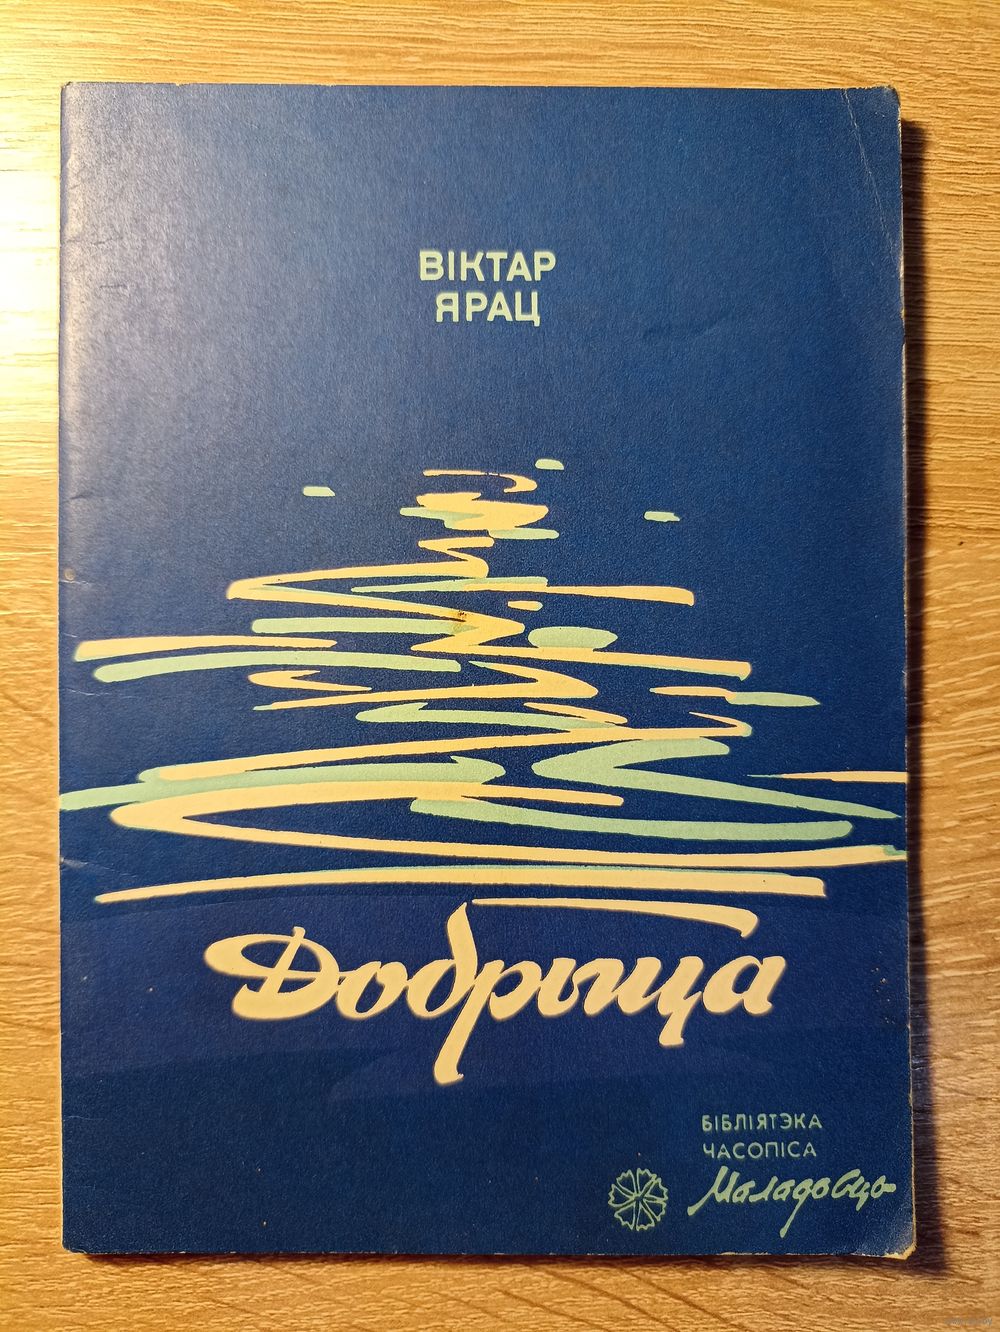 ВІКТАР
ЯРАЦ
Добрыца
БІБЛІЯТЭКА
ЧАСОПІСА
Маладосць